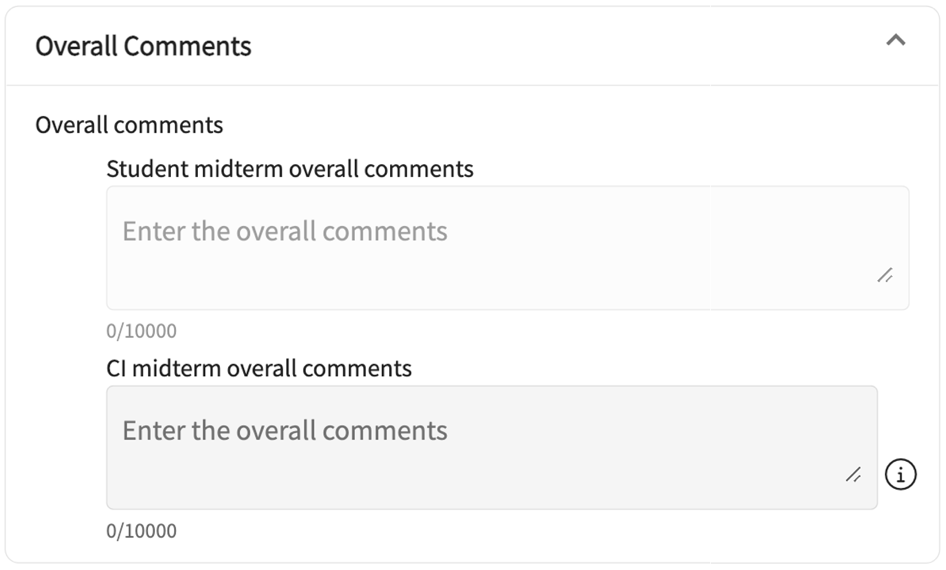 Overall Comments
Overall comments
Student midterm overall comments
Enter the overall comments
0/10000
CI midterm overall comments
Enter the overall comments
i
0/10000